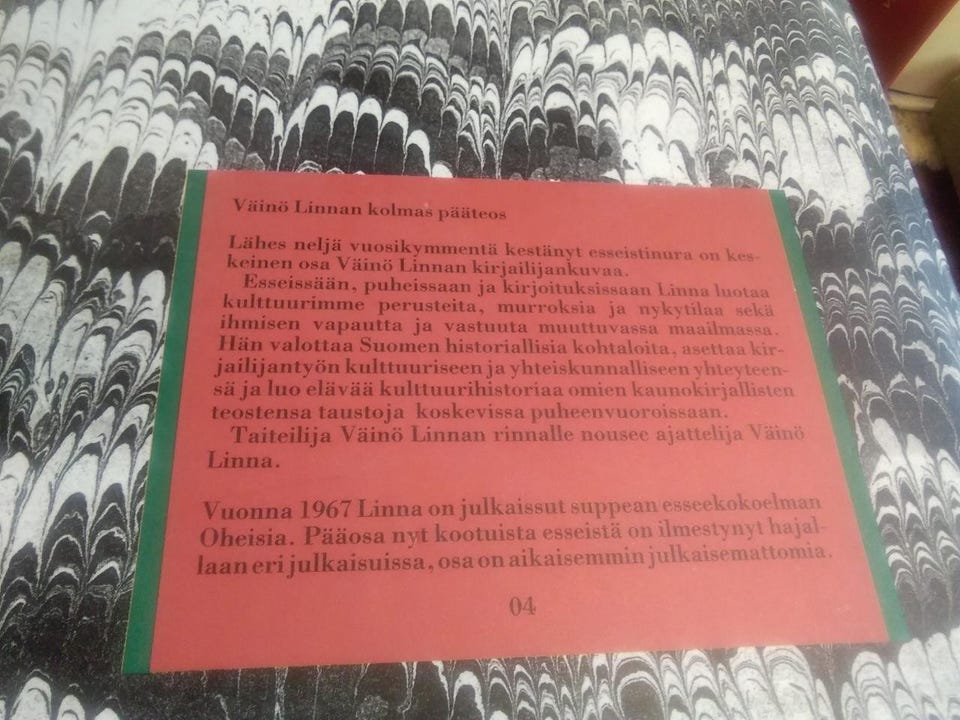 Väinö Linnan kolmas pääteos
Lähes neljä vuosikymmentä kestänyt esseistinura on kes-
keinen osa Väinö Linnan kirjailijankuvaa.
Esseissään, puheissaan ja kirjoituksissaan Linna luotaa
kulttuurimme perusteita, murroksia ja nykytilaa sekä
ihmisen vapautta ja vastuuta muuttuvassa maailmassa.
Hän valottaa Suomen historiallisia kohtaloita, asettaa kir-
jailijantyön kulttuuriseen ja yhteiskunnalliseen yhteyteen-
sä ja luo elävää kulttuurihistoriaa omien kaunokirjallisten
teostensa taustoja koskevissa puheenvuoroissaan.
Taiteilija Väinö Linnan rinnalle nousee ajattelija Väinö
Linna.
Vuonna 1967 Linna on julkaissut suppean esseekokoelman
Oheisia. Pääosa nyt kootuista esseistä on ilmestynyt hajal-
laan eri julkaisuissa, osa on aikaisemmin julkaisemattomia.
04